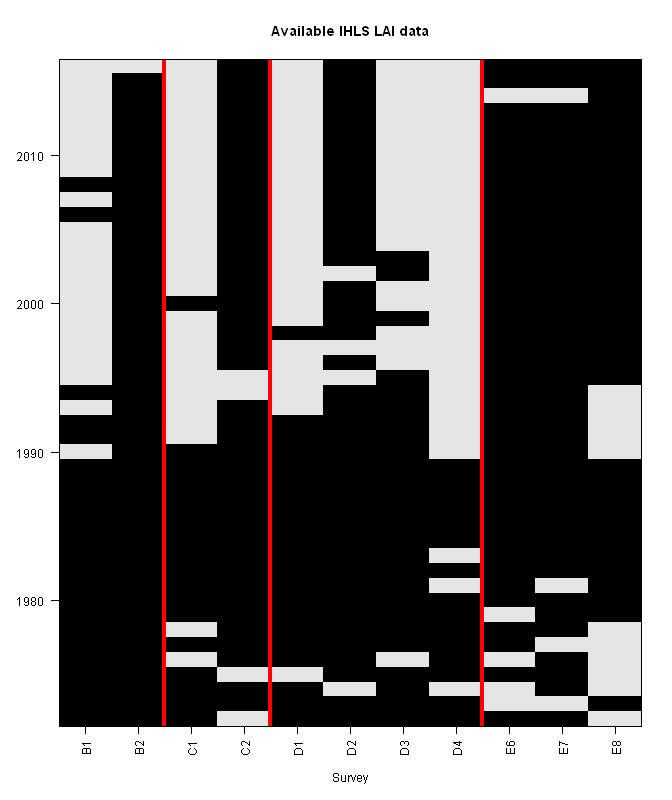 Available IHLS LAI data
2010
2000
1990
1980
B1 B2 C1 C2 D1 D2 D3 D4 E6 E7 E8
Survey